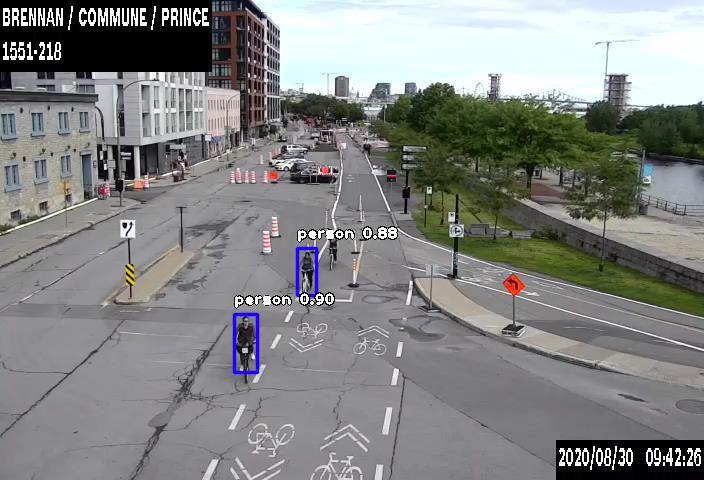 BRENNAN / COMMUNE / PRINCE
1551-218
person 0.88
person 0.90
2020/08/30 09:42:26